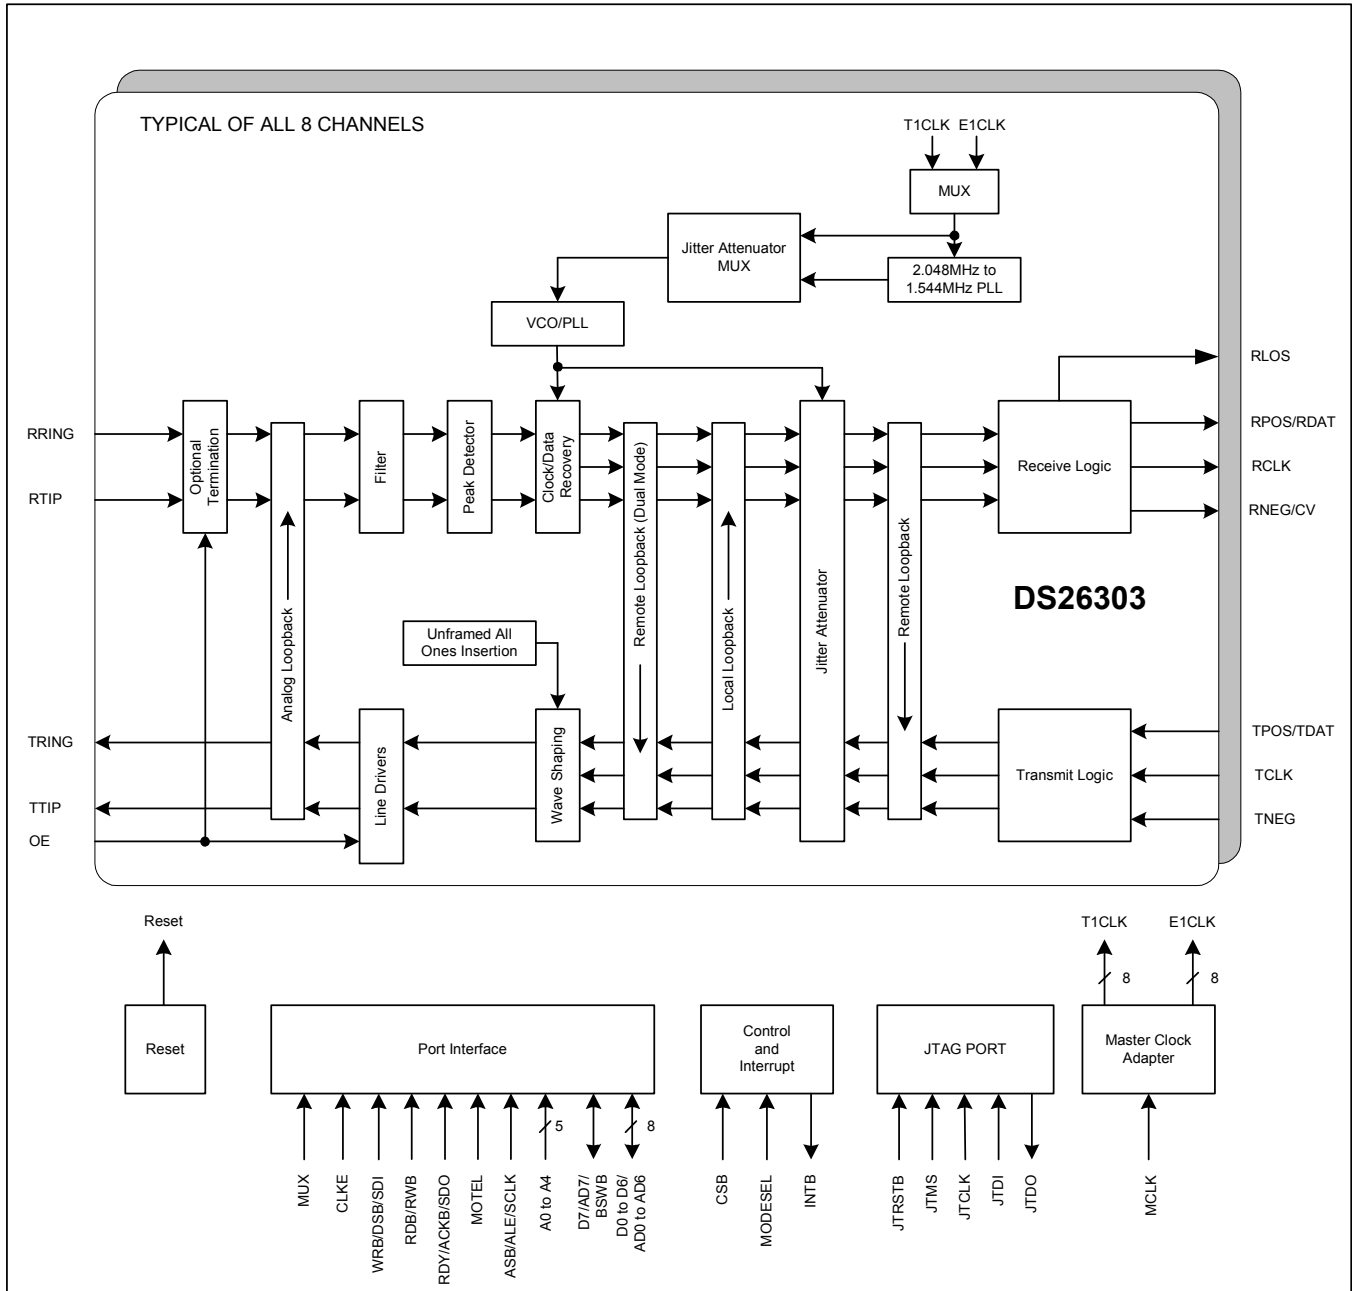 TYPICAL OF ALL 8 CHANNELS
T1CLK
E1CLK
MUX
Jitter Attenuator
MUX
2.048MHz to
1.544MHz PLL
VCO/PLL
RLOS
RRING
RTIP
Optional
Termination
Analog Loopback
Filter
Peak Detector
Clock/Data
Recovery
Remote Loopback (Dual Mode)
Local Loopback
Jitter Attenuator
Remote Loopback
Receive Logic
RPOS/RDAT
RCLK
RNEG/CV
DS26303
Unframed All
Ones Insertion
TRING
TTIP
OE
Line Drivers
Wave Shaping
Transmit Logic
TPOS/TDAT
TCLK
TNEG
Reset
T1CLK
E1CLK
8
8
Reset
Port Interface
Control
and
Interrupt
JTAG PORT
Master Clock
Adapter
5
8
MUX
CLKE
WRB/DSB/SDI
RDB/RWB
RDY/ACKB/SDO
MOTEL
ASB/ALE/SCLK
A0 to A4
D7/AD7/
BSWB
D0 to D6/
AD0 to AD6
CSB
MODESEL
INTB
JTRSTB
JTMS
JTCLK
JTDI
JTDO
MCLK